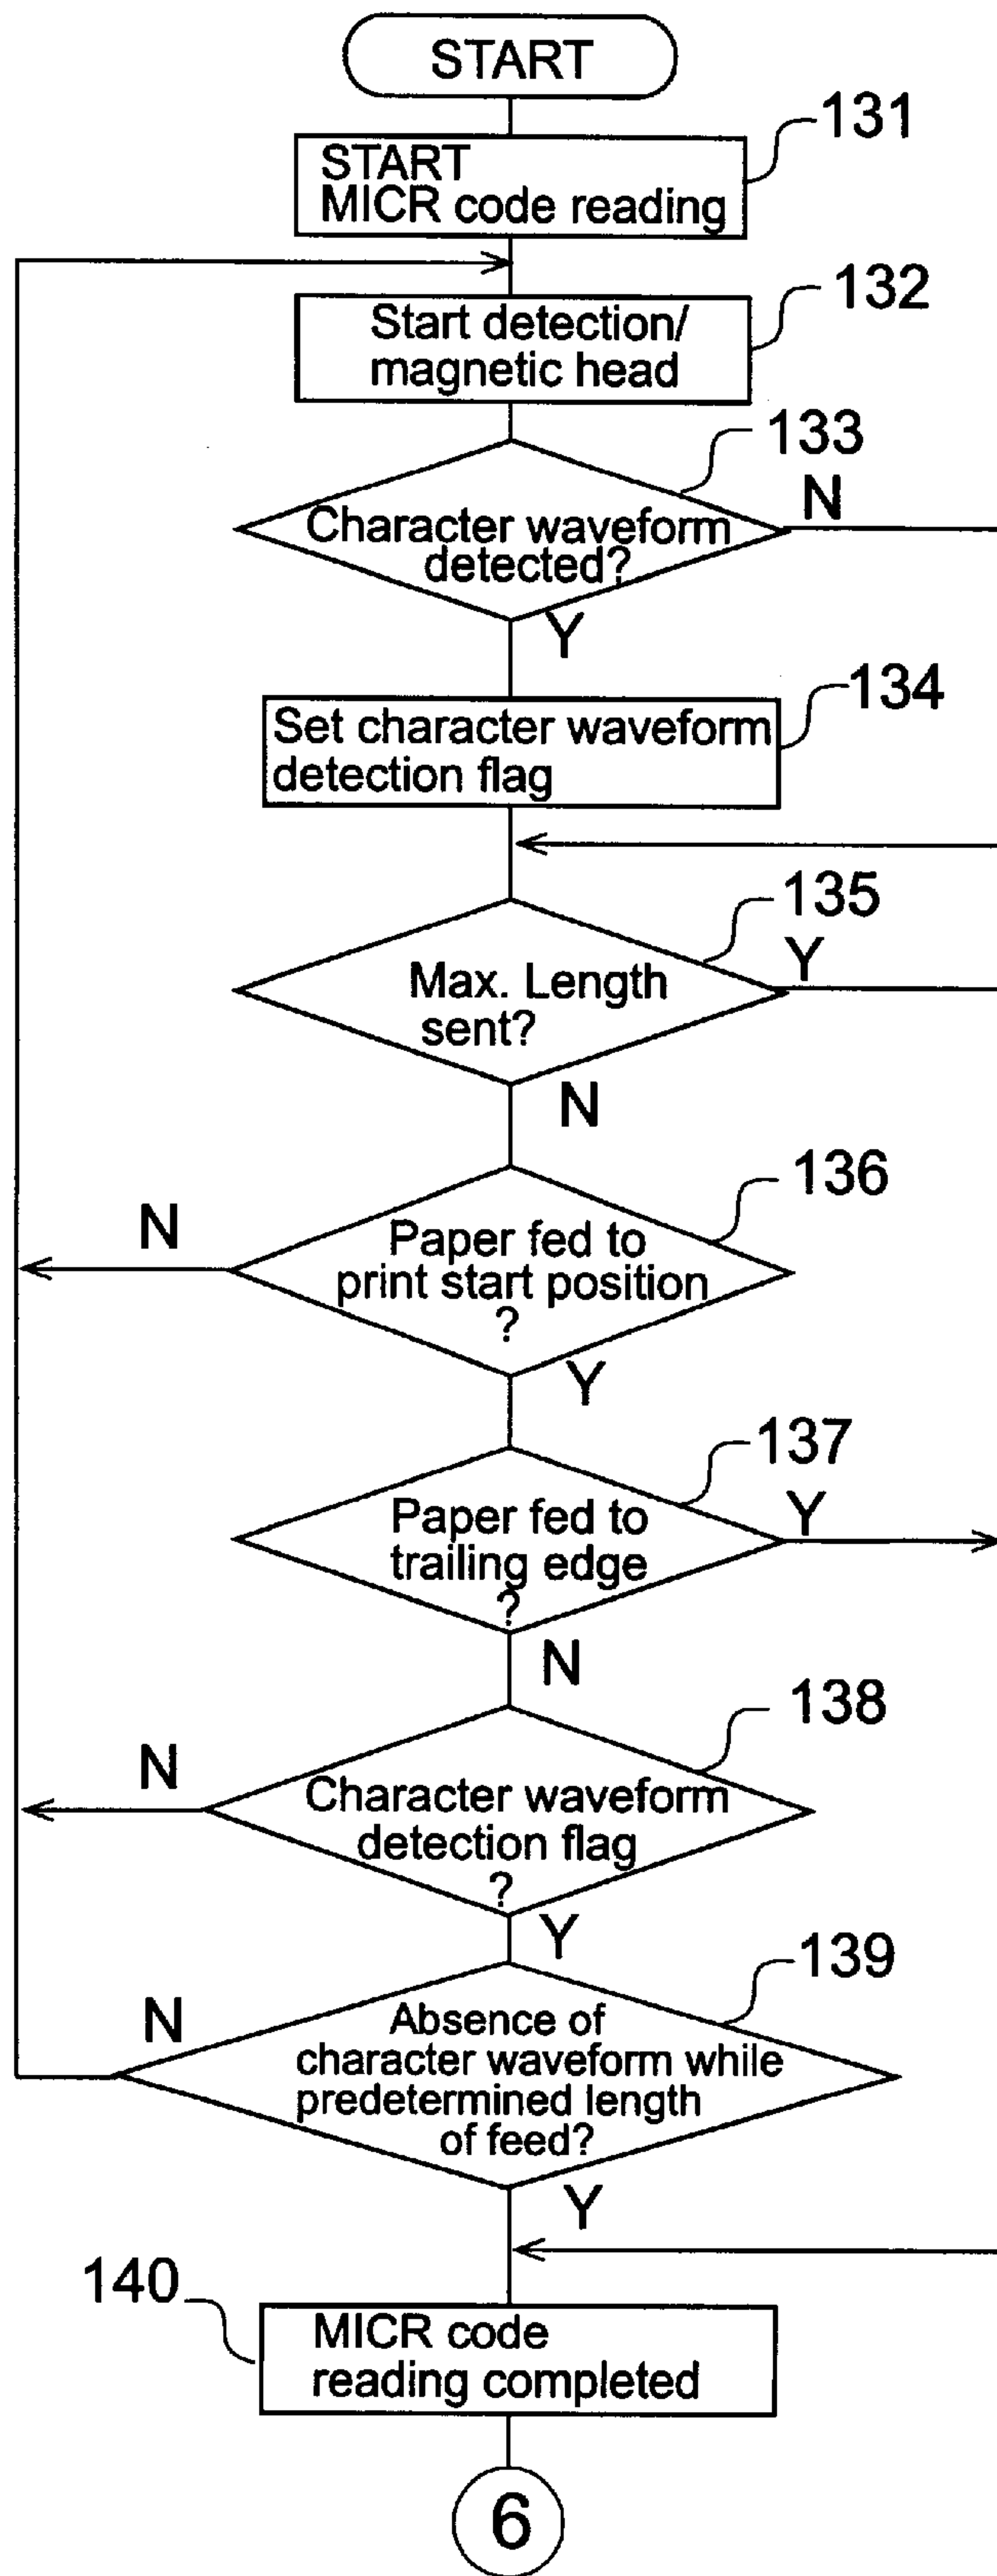 START
131
START
MICR code reading
132
Start detection/
magnetic head
133
N
Character waveform
detected?
Y
134
Set character waveform
detection flag
135
Y
Max. Length
sent?
N
136
N
Paper fed to
print start position
?
Y
137
Y
Paper fed to
trailing edge
?
N
138
N
Character waveform
detection flag
?
Y
139
N
Absence of
character waveform while
predetermined length
of feed?
Y
140
MICR code
reading completed
6